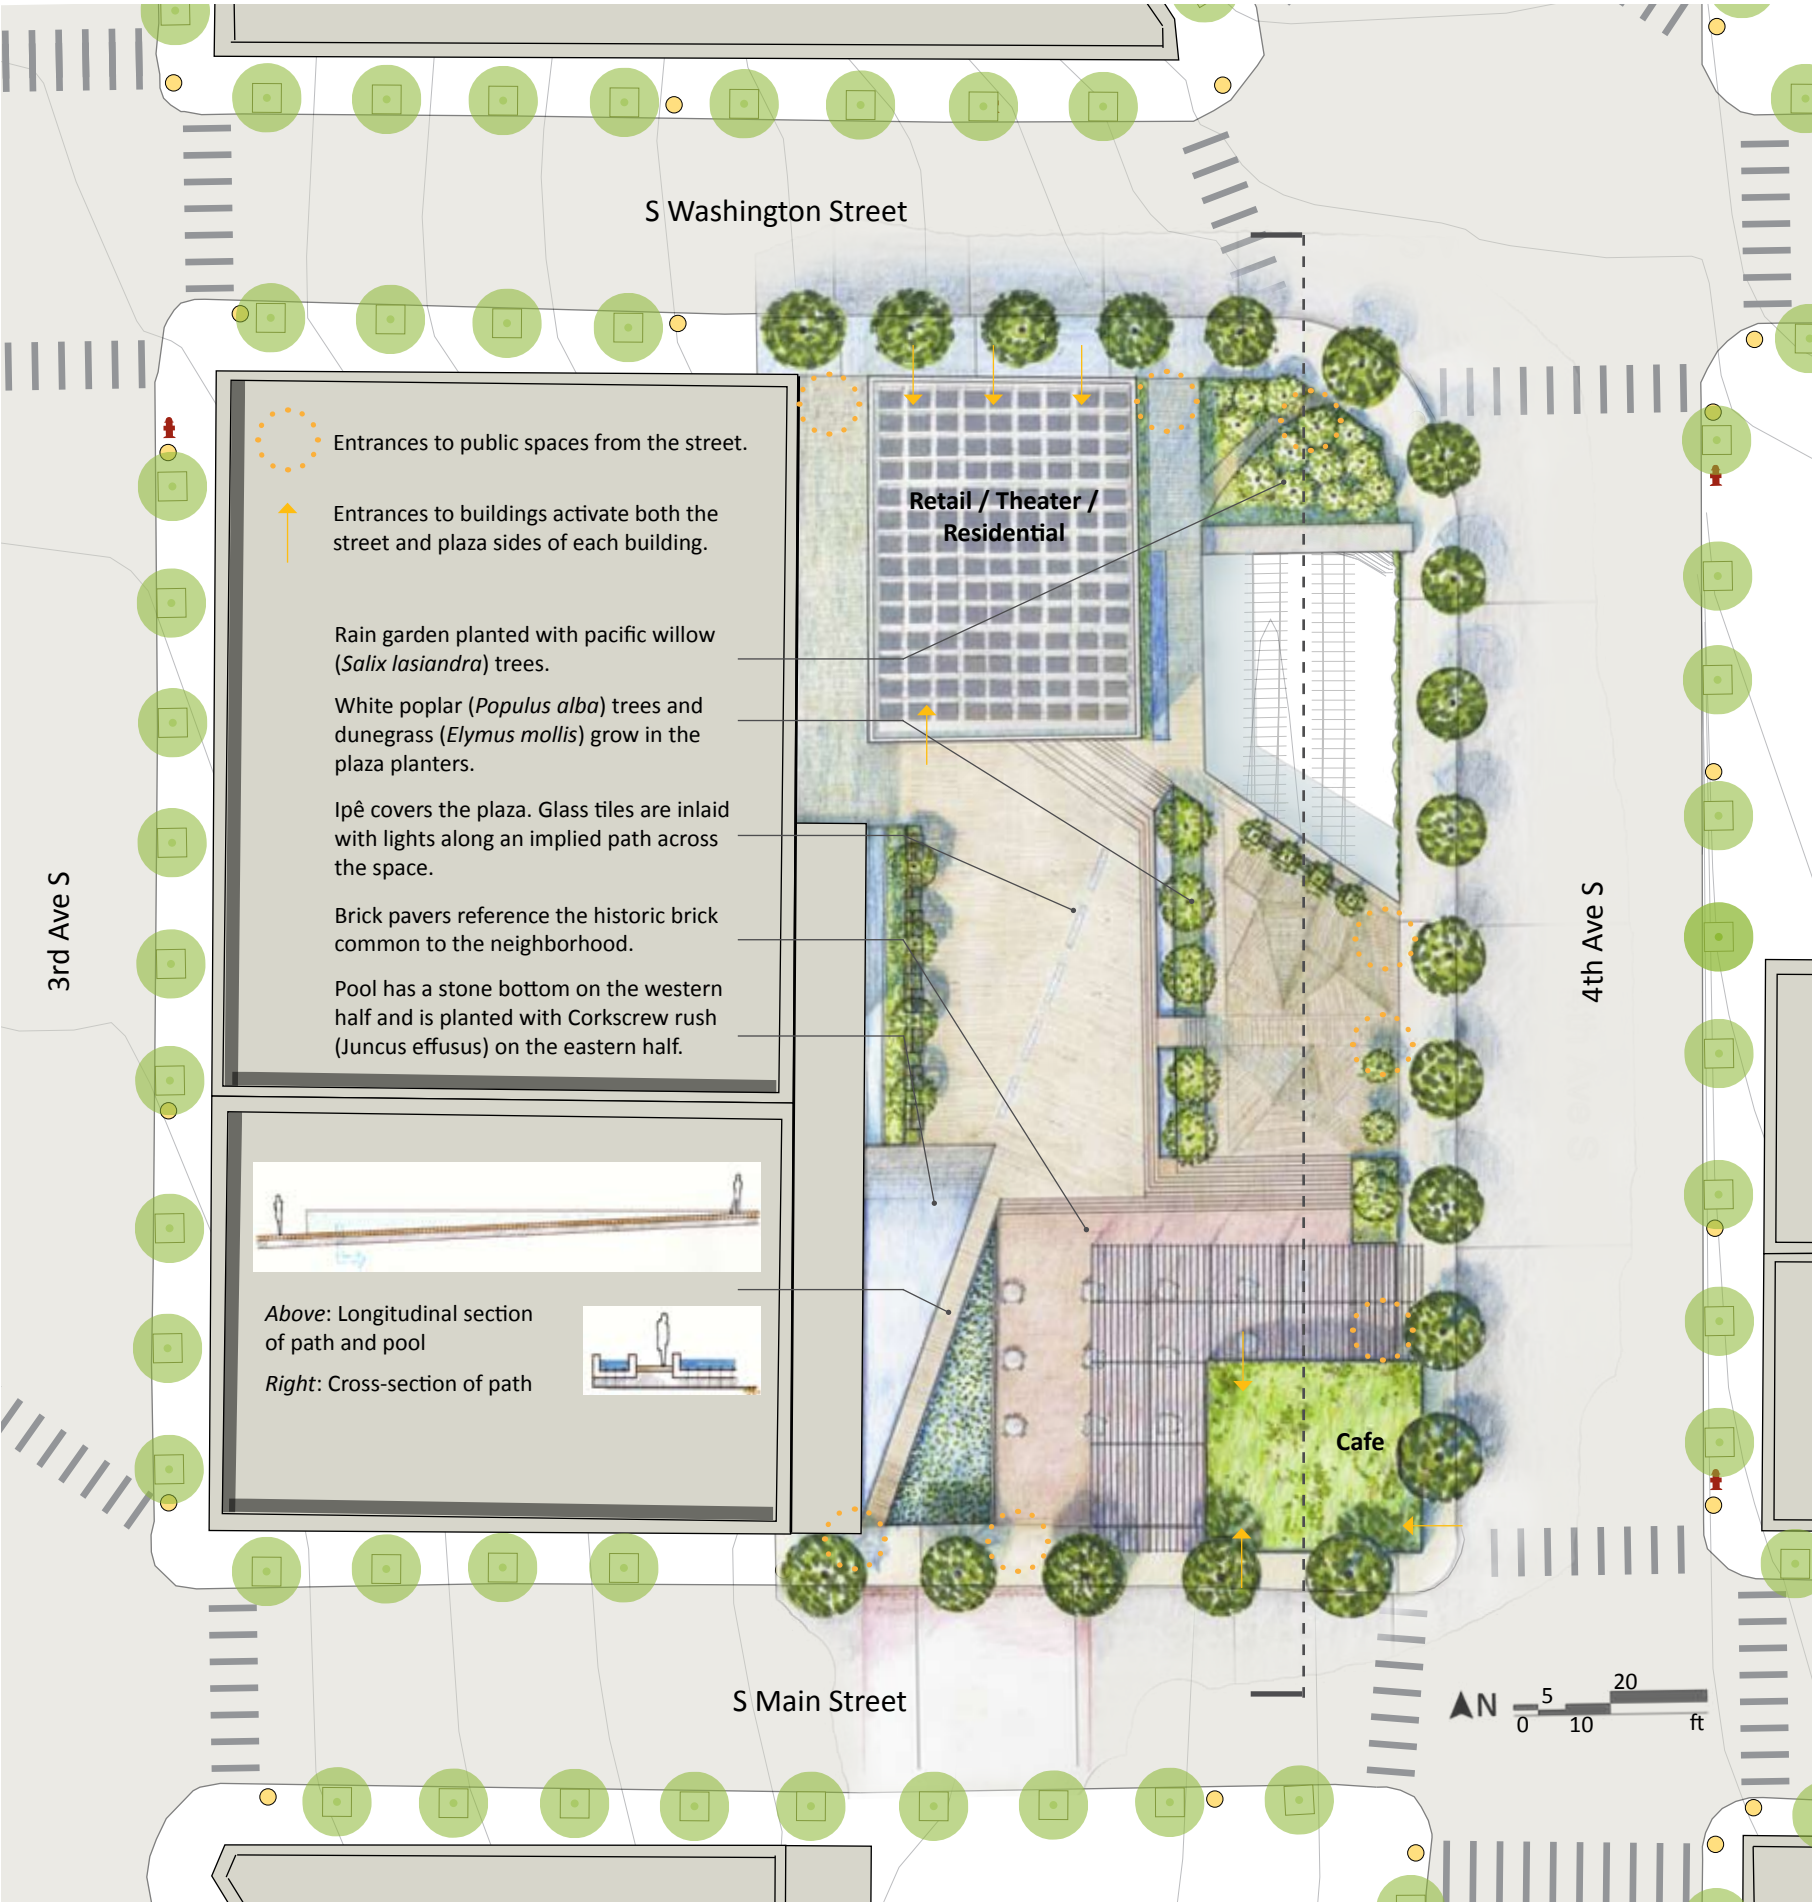 S Washington Street
Entrances to public spaces from the street.
Entrances to buildings activate both the
street and plaza sides of each building.
Retail / Theater /
Residential
Rain garden planted with pacific willow
(Salix lasiandra) trees.
White poplar (Populus alba) trees and
dunegrass (Elymus mollis) grow in the
plaza planters.
Ipê covers the plaza. Glass tiles are inlaid
with lights along an implied path across
the space.
Brick pavers reference the historic brick
common to the neighborhood.
Pool has a stone bottom on the western
half and is planted with Corkscrew rush
(Juncus effusus) on the eastern half.
3rd Ave S
4th Ave S
Above: Longitudinal section
of path and pool
Right: Cross-section of path
Cafe
S Main Street
N
5 20
0 10 ft